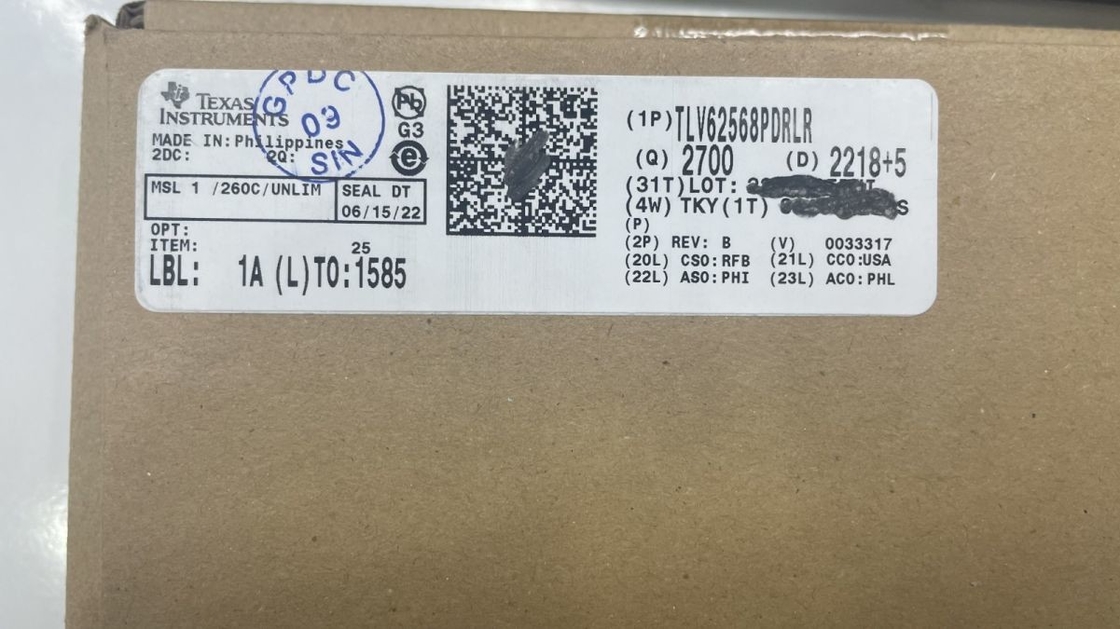 TEXAS
INSTRUMENTS
MADE IN: Philippines
2DC: 2Q:
GPDC
09
SIN
Pb
G3
e
MSL 1 /260C/UNLIM
SEAL DT
06/15/22
OPT:
ITEM: 25
LBL: 1A (L)TO:1585
(1P)TLV62568PDRLR
(Q) 2700 (D) 2218+5
(31T)LOT:
(4W) TKY(1T) S
(P)
(2P) REV: B (V) 0033317
(20L) CSO:RFB (21L) CCO:USA
(22L) ASO:PHI (23L) ACO:PHL